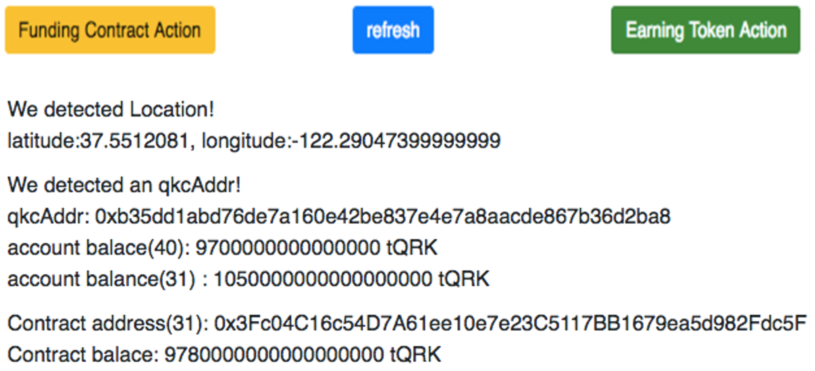 Funding Contract Action refresh Earning Token Action
We detected Location!
latitude:37.5512081, longitude:-122.29047399999999
We detected an qkcAddr!
qkcAddr: 0xb35dd1abd76de7a160e42be837e4e7a8aacde867b36d2ba8
account balace(40): 9700000000000000 tQRK
account balance(31) : 1050000000000000000 tQRK
Contract address(31): 0x3Fc04C16c54D7A61ee10e7e23C5117BB1679ea5d982Fdc5F
Contract balace: 9780000000000000000 tQRK